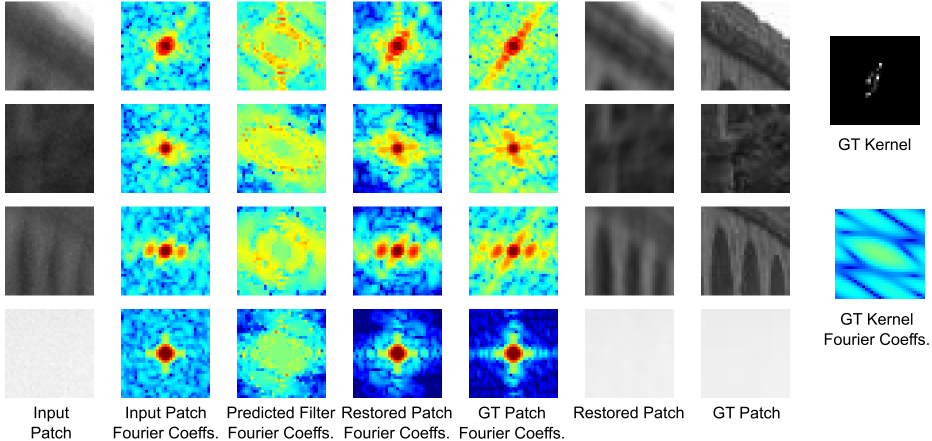 GT Kernel
GT Kernel
Fourier Coeffs.
Input
Patch
Input Patch
Fourier Coeffs.
Predicted Filter
Fourier Coeffs.
Restored Patch
Fourier Coeffs.
GT Patch
Fourier Coeffs.
Restored Patch
GT Patch